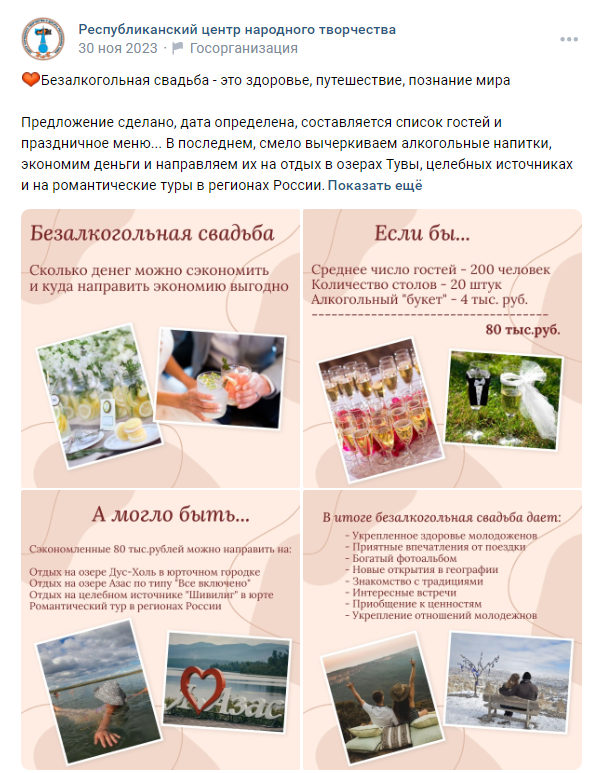 Республиканский центр народного творчества
30 ноя 2023 · Госорганизация
Безалкогольная свадьба - это здоровье, путешествие, познание мира
Предложение сделано, дата определена, составляется список гостей и
праздничное меню... В последнем, смело вычеркиваем алкогольные напитки,
экономим деньги и направляем их на отдых в озерах Тувы, целебных источниках
и на романтические туры в регионах России. Показать ещё
Безалкогольная свадьба
Сколько денег можно сэкономить
и куда направить экономию выгодно
Если бы...
Среднее число гостей - 200 человек
Количество столов - 20 штук
Алкогольный "букет" - 4 тыс. руб.
------------------------------------
80 тыс.руб.
А могло быть...
Сэкономленные 80 тыс.рублей можно направить на:
Отдых на озере Дус-Холь в юрточном городке
Отдых на озере Азас по типу "Все включено"
Отдых на целебном источнике "Шивилиг" в юрте
Романтический тур в регионах России
Азас
В итоге безалкогольная свадьба дает:
- Укрепленное здоровье молодоженов
- Приятные впечатления от поездки
- Богатый фотоальбом
- Новые открытия в географии
- Знакомство с традициями
- Интересные встречи
- Приобщение к ценностям
- Укрепление отношений молодежнов